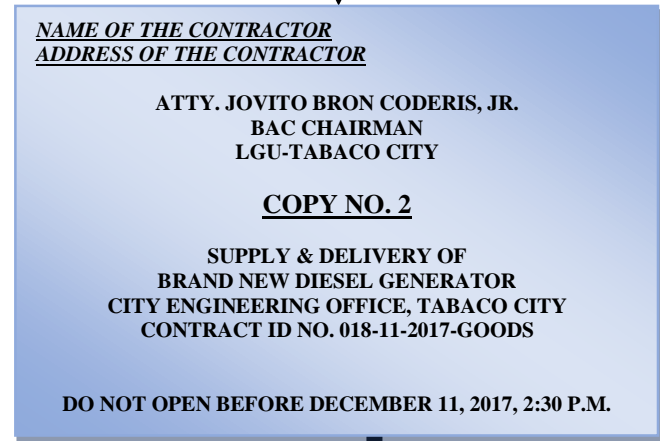 NAME OF THE CONTRACTOR
ADDRESS OF THE CONTRACTOR
ATTY. JOVITO BRON CODERIS, JR.
BAC CHAIRMAN
LGU-TABACO CITY
COPY NO. 2
SUPPLY & DELIVERY OF
BRAND NEW DIESEL GENERATOR
CITY ENGINEERING OFFICE, TABACO CITY
CONTRACT ID NO. 018-11-2017-GOODS
DO NOT OPEN BEFORE DECEMBER 11, 2017, 2:30 P.M.